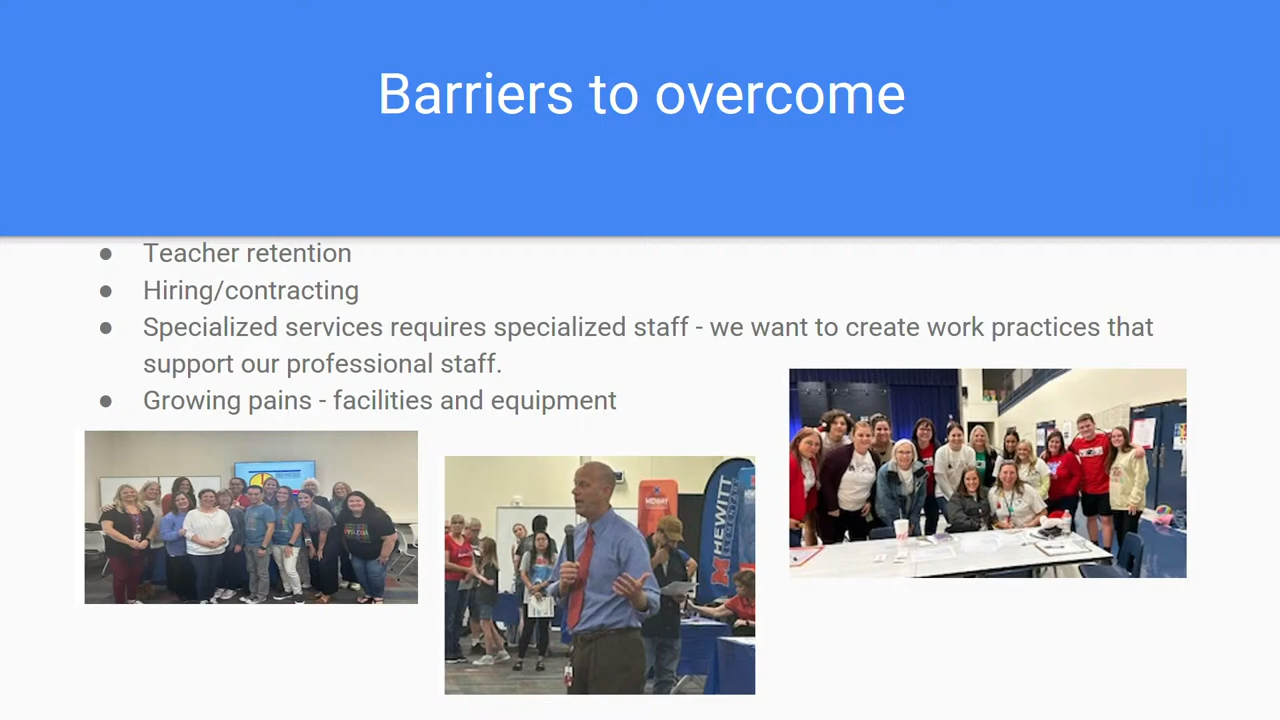 Barriers to overcome
● Teacher retention
● Hiring/contracting
● Specialized services requires specialized staff - we want to create work practices that
support our professional staff.
● Growing pains - facilities and equipment
MIDWAY
HEWITT
ELEMENTARY